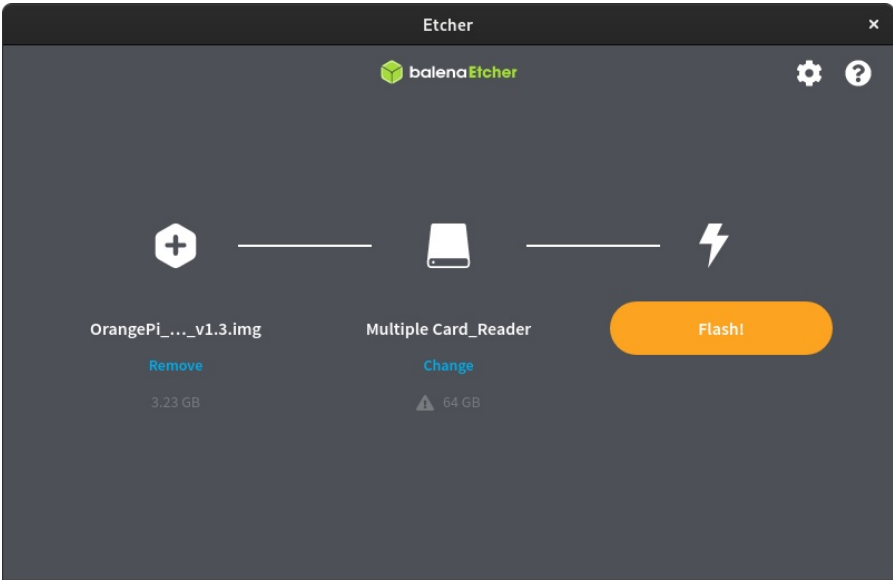 Etcher
balenaEtcher
OrangePi_..._v1.3.img
Multiple Card_Reader
Flash!
Remove
Change
3.23 GB
64 GB